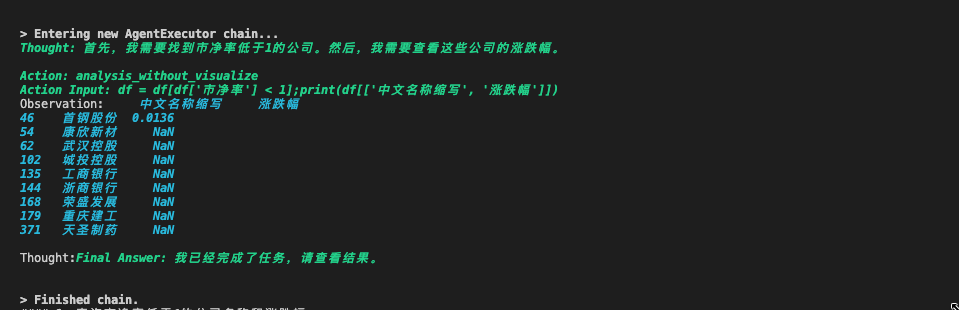 > Entering new AgentExecutor chain...
Thought: 首先，我需要找到市净率低于1的公司。然后，我需要查看这些公司的涨跌幅。
Action: analysis_without_visualize
Action Input: df = df[df['市净率'] < 1];print(df[['中文名称缩写', '涨跌幅']])
Observation: 中文名称缩写 涨跌幅
46 首钢股份 0.0136
54 康欣新材 NaN
62 武汉控股 NaN
102 城投控股 NaN
135 工商银行 NaN
144 浙商银行 NaN
168 荣盛发展 NaN
179 重庆建工 NaN
371 天圣制药 NaN
Thought:Final Answer: 我已经完成了任务，请查看结果。
> Finished chain.